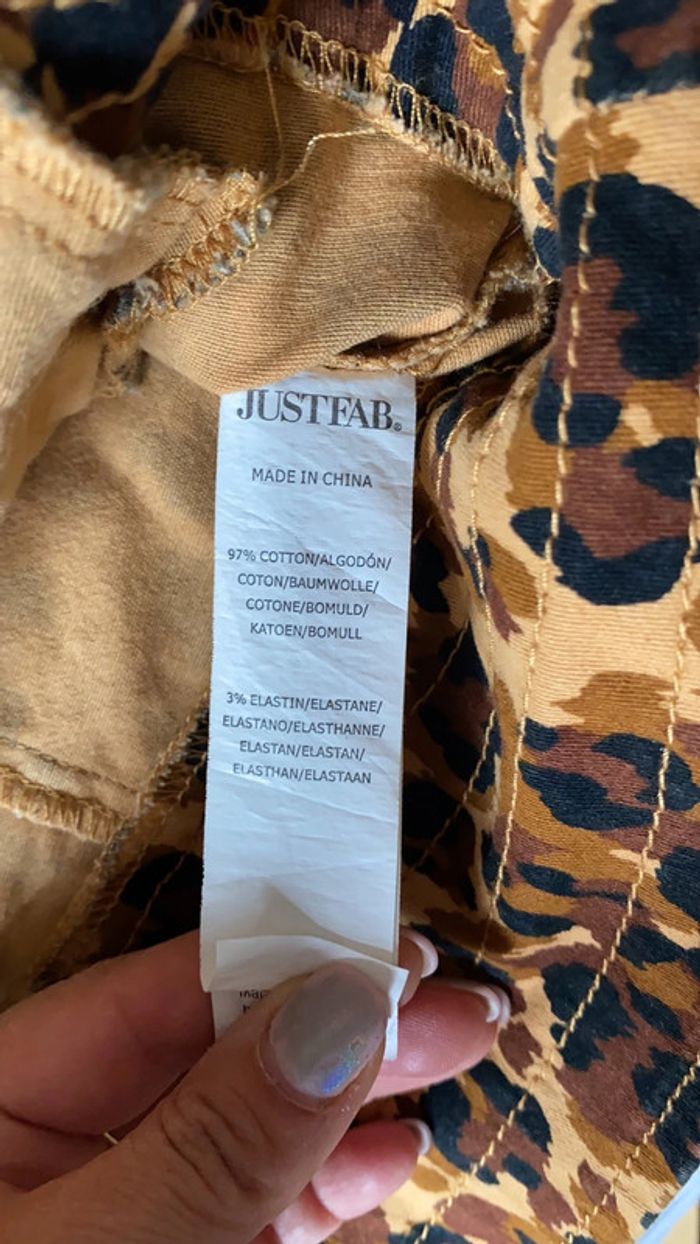 JUSTFAB®
MADE IN CHINA
97% COTTON/ALGODÓN/
COTON/BAUMWOLLE/
COTONE/BOMULD/
KATOEN/BOMULL
3% ELASTIN/ELASTANE/
ELASTANO/ELASTHANNE/
ELASTAN/ELASTAN/
ELASTHAN/ELASTAAN